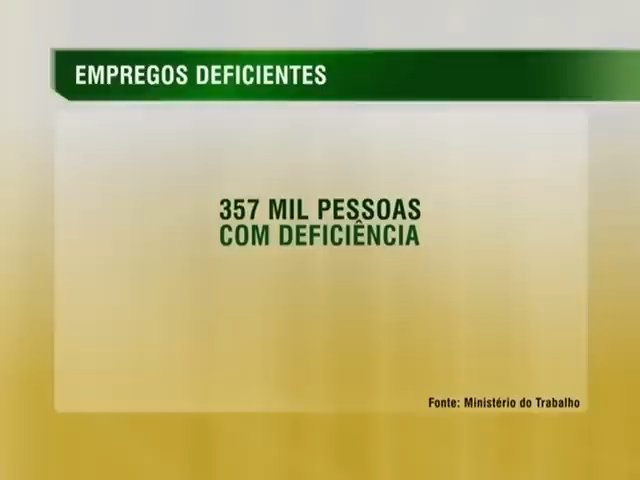 EMPREGOS DEFICIENTES
357 MIL PESSOAS
COM DEFICIÊNCIA
Fonte: Ministério do Trabalho